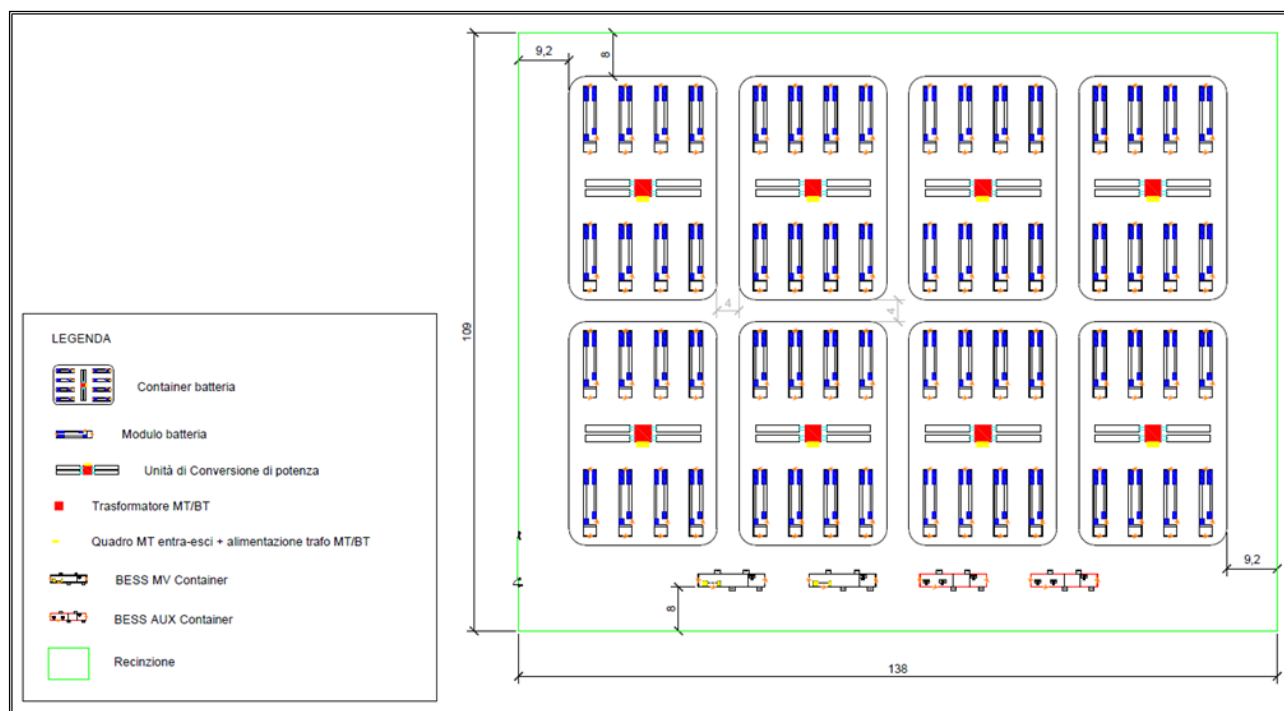 9,2
8
109
4
4
9,2
8
138
LEGENDA
Container batteria
Modulo batteria
Unità di Conversione di potenza
Trasformatore MT/BT
Quadro MT entra-esci + alimentazione trafo MT/BT
BESS MV Container
BESS AUX Container
Recinzione